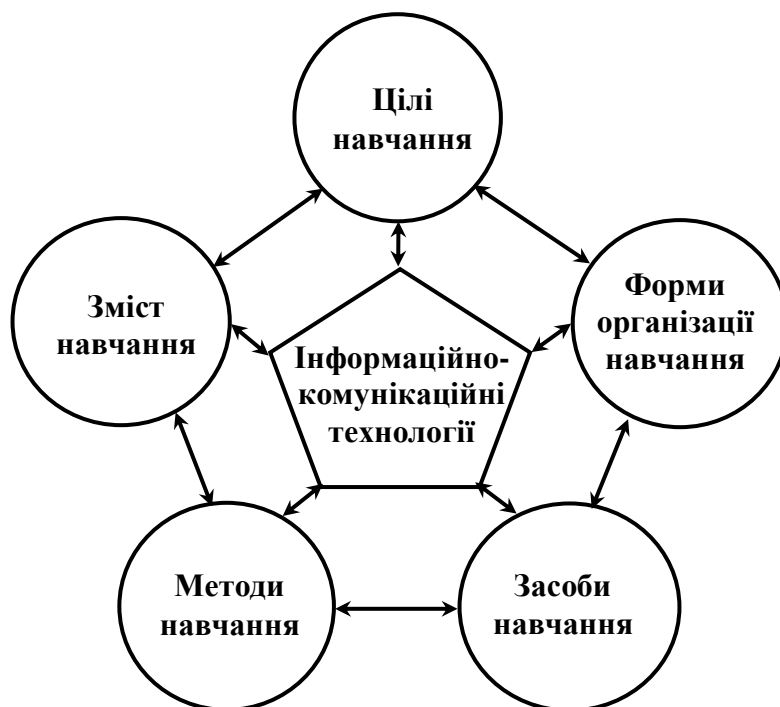 Цілі
навчання
Зміст
навчання
Форми
організації
навчання
Інформаційно-
комунікаційні
технології
Методи
навчання
Засоби
навчання